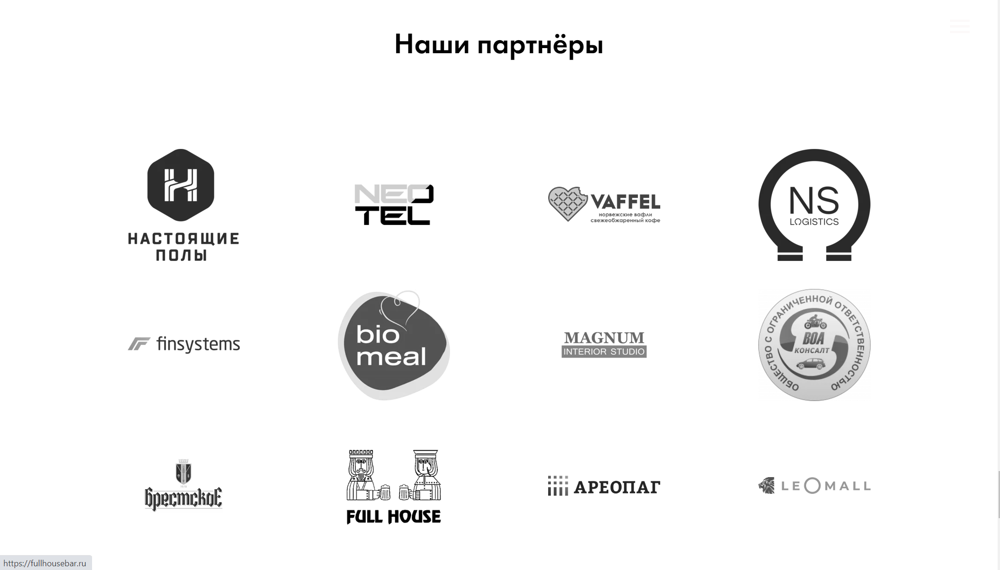 Наши партнёры
НАСТОЯЩИЕ
ПОЛЫ
NEO
TEL
VAFFEL
норвежские вафли
свежеобжаренный кофе
NS
LOGISTICS
finsystems
bio
meal
MAGNUM
INTERIOR STUDIO
ОБЩЕСТВО С ОГРАНИЧЕННОЙ ОТВЕТСТВЕННОСТЬЮ
ВОА
КОНСАЛТ
Брестское
FULL HOUSE
АРЕОПАГ
LEOMALL
https://fullhousebar.ru